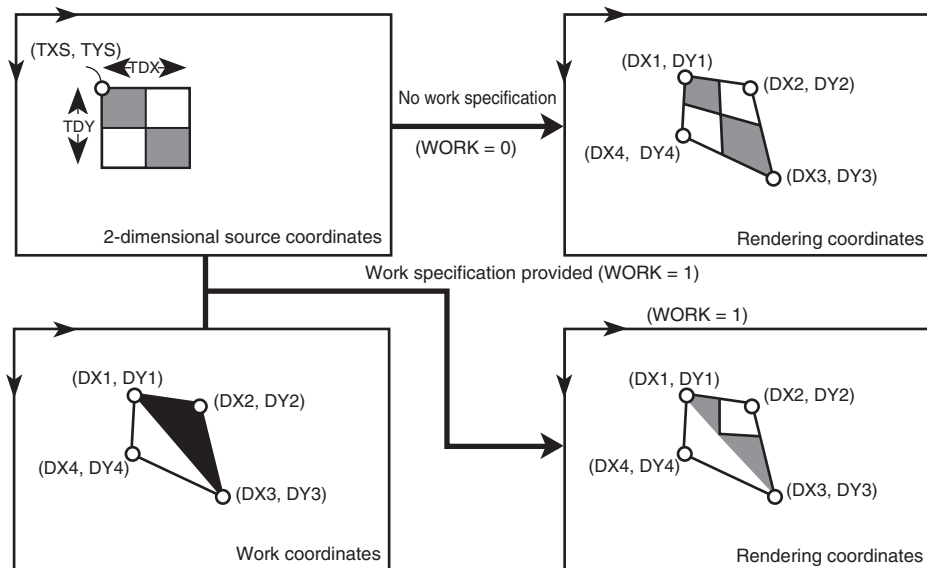 (TXS, TYS)
TDX
TDY
2-dimensional source coordinates
No work specification
(WORK = 0)
(DX1, DY1)
(DX2, DY2)
(DX4, DY4)
(DX3, DY3)
Rendering coordinates
Work specification provided (WORK = 1)
(WORK = 1)
(DX1, DY1)
(DX2, DY2)
(DX4, DY4)
(DX3, DY3)
Work coordinates
(DX1, DY1)
(DX2, DY2)
(DX4, DY4)
(DX3, DY3)
Rendering coordinates